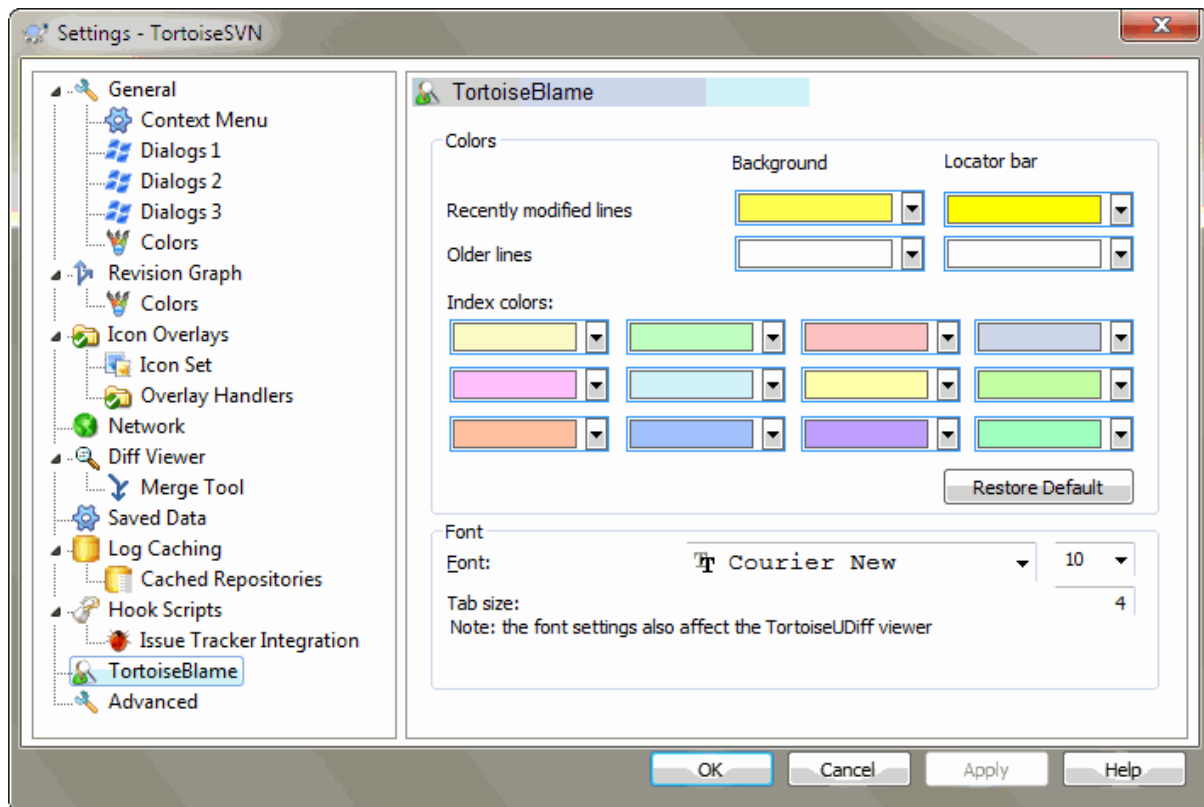 Settings - TortoiseSVN
General
Context Menu
Dialogs 1
Dialogs 2
Dialogs 3
Colors
Revision Graph
Colors
Icon Overlays
Icon Set
Overlay Handlers
Network
Diff Viewer
Merge Tool
Saved Data
Log Caching
Cached Repositories
Hook Scripts
Issue Tracker Integration
TortoiseBlame
Advanced
TortoiseBlame
Colors
Background Locator bar
Recently modified lines
Older lines
Index colors:
Restore Default
Font
Font: Courier New 10
Tab size: 4
Note: the font settings also affect the TortoiseUDiff viewer
OK Cancel Apply Help